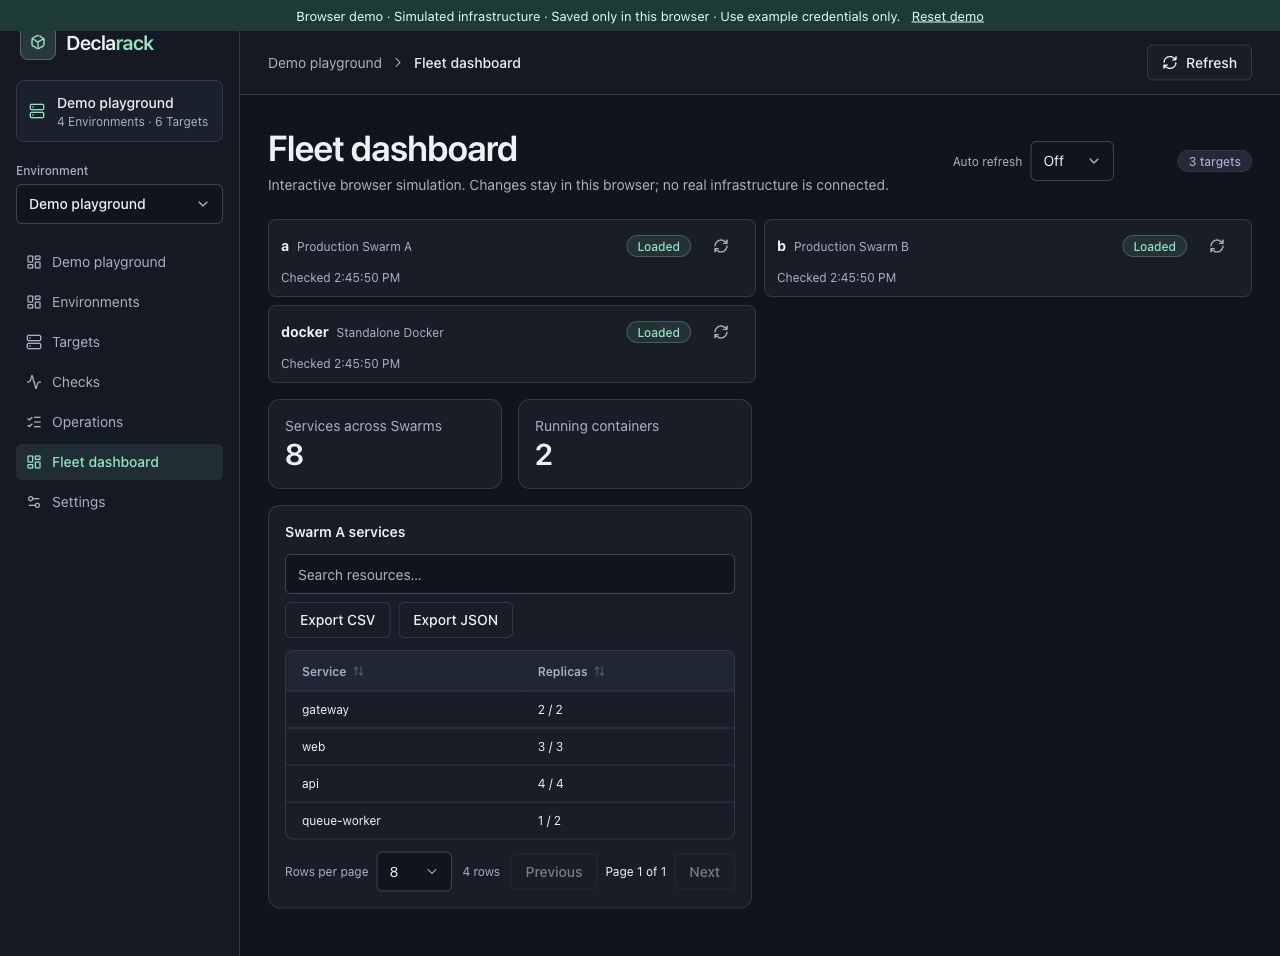 Browser demo · Simulated infrastructure · Saved only in this browser · Use example credentials only. Reset demo
Declarack
Demo playground
4 Environments · 6 Targets
Environment
Demo playground
Demo playground
Environments
Targets
Checks
Operations
Fleet dashboard
Settings
Demo playground > Fleet dashboard
Refresh
Fleet dashboard
Interactive browser simulation. Changes stay in this browser; no real infrastructure is connected.
Auto refresh Off
3 targets
a Production Swarm A Loaded
Checked 2:45:50 PM
b Production Swarm B Loaded
Checked 2:45:50 PM
docker Standalone Docker Loaded
Checked 2:45:50 PM
Services across Swarms
8
Running containers
2
Swarm A services
Search resources...
Export CSV Export JSON
Service Replicas
gateway 2 / 2
web 3 / 3
api 4 / 4
queue-worker 1 / 2
Rows per page 8 4 rows Previous Page 1 of 1 Next